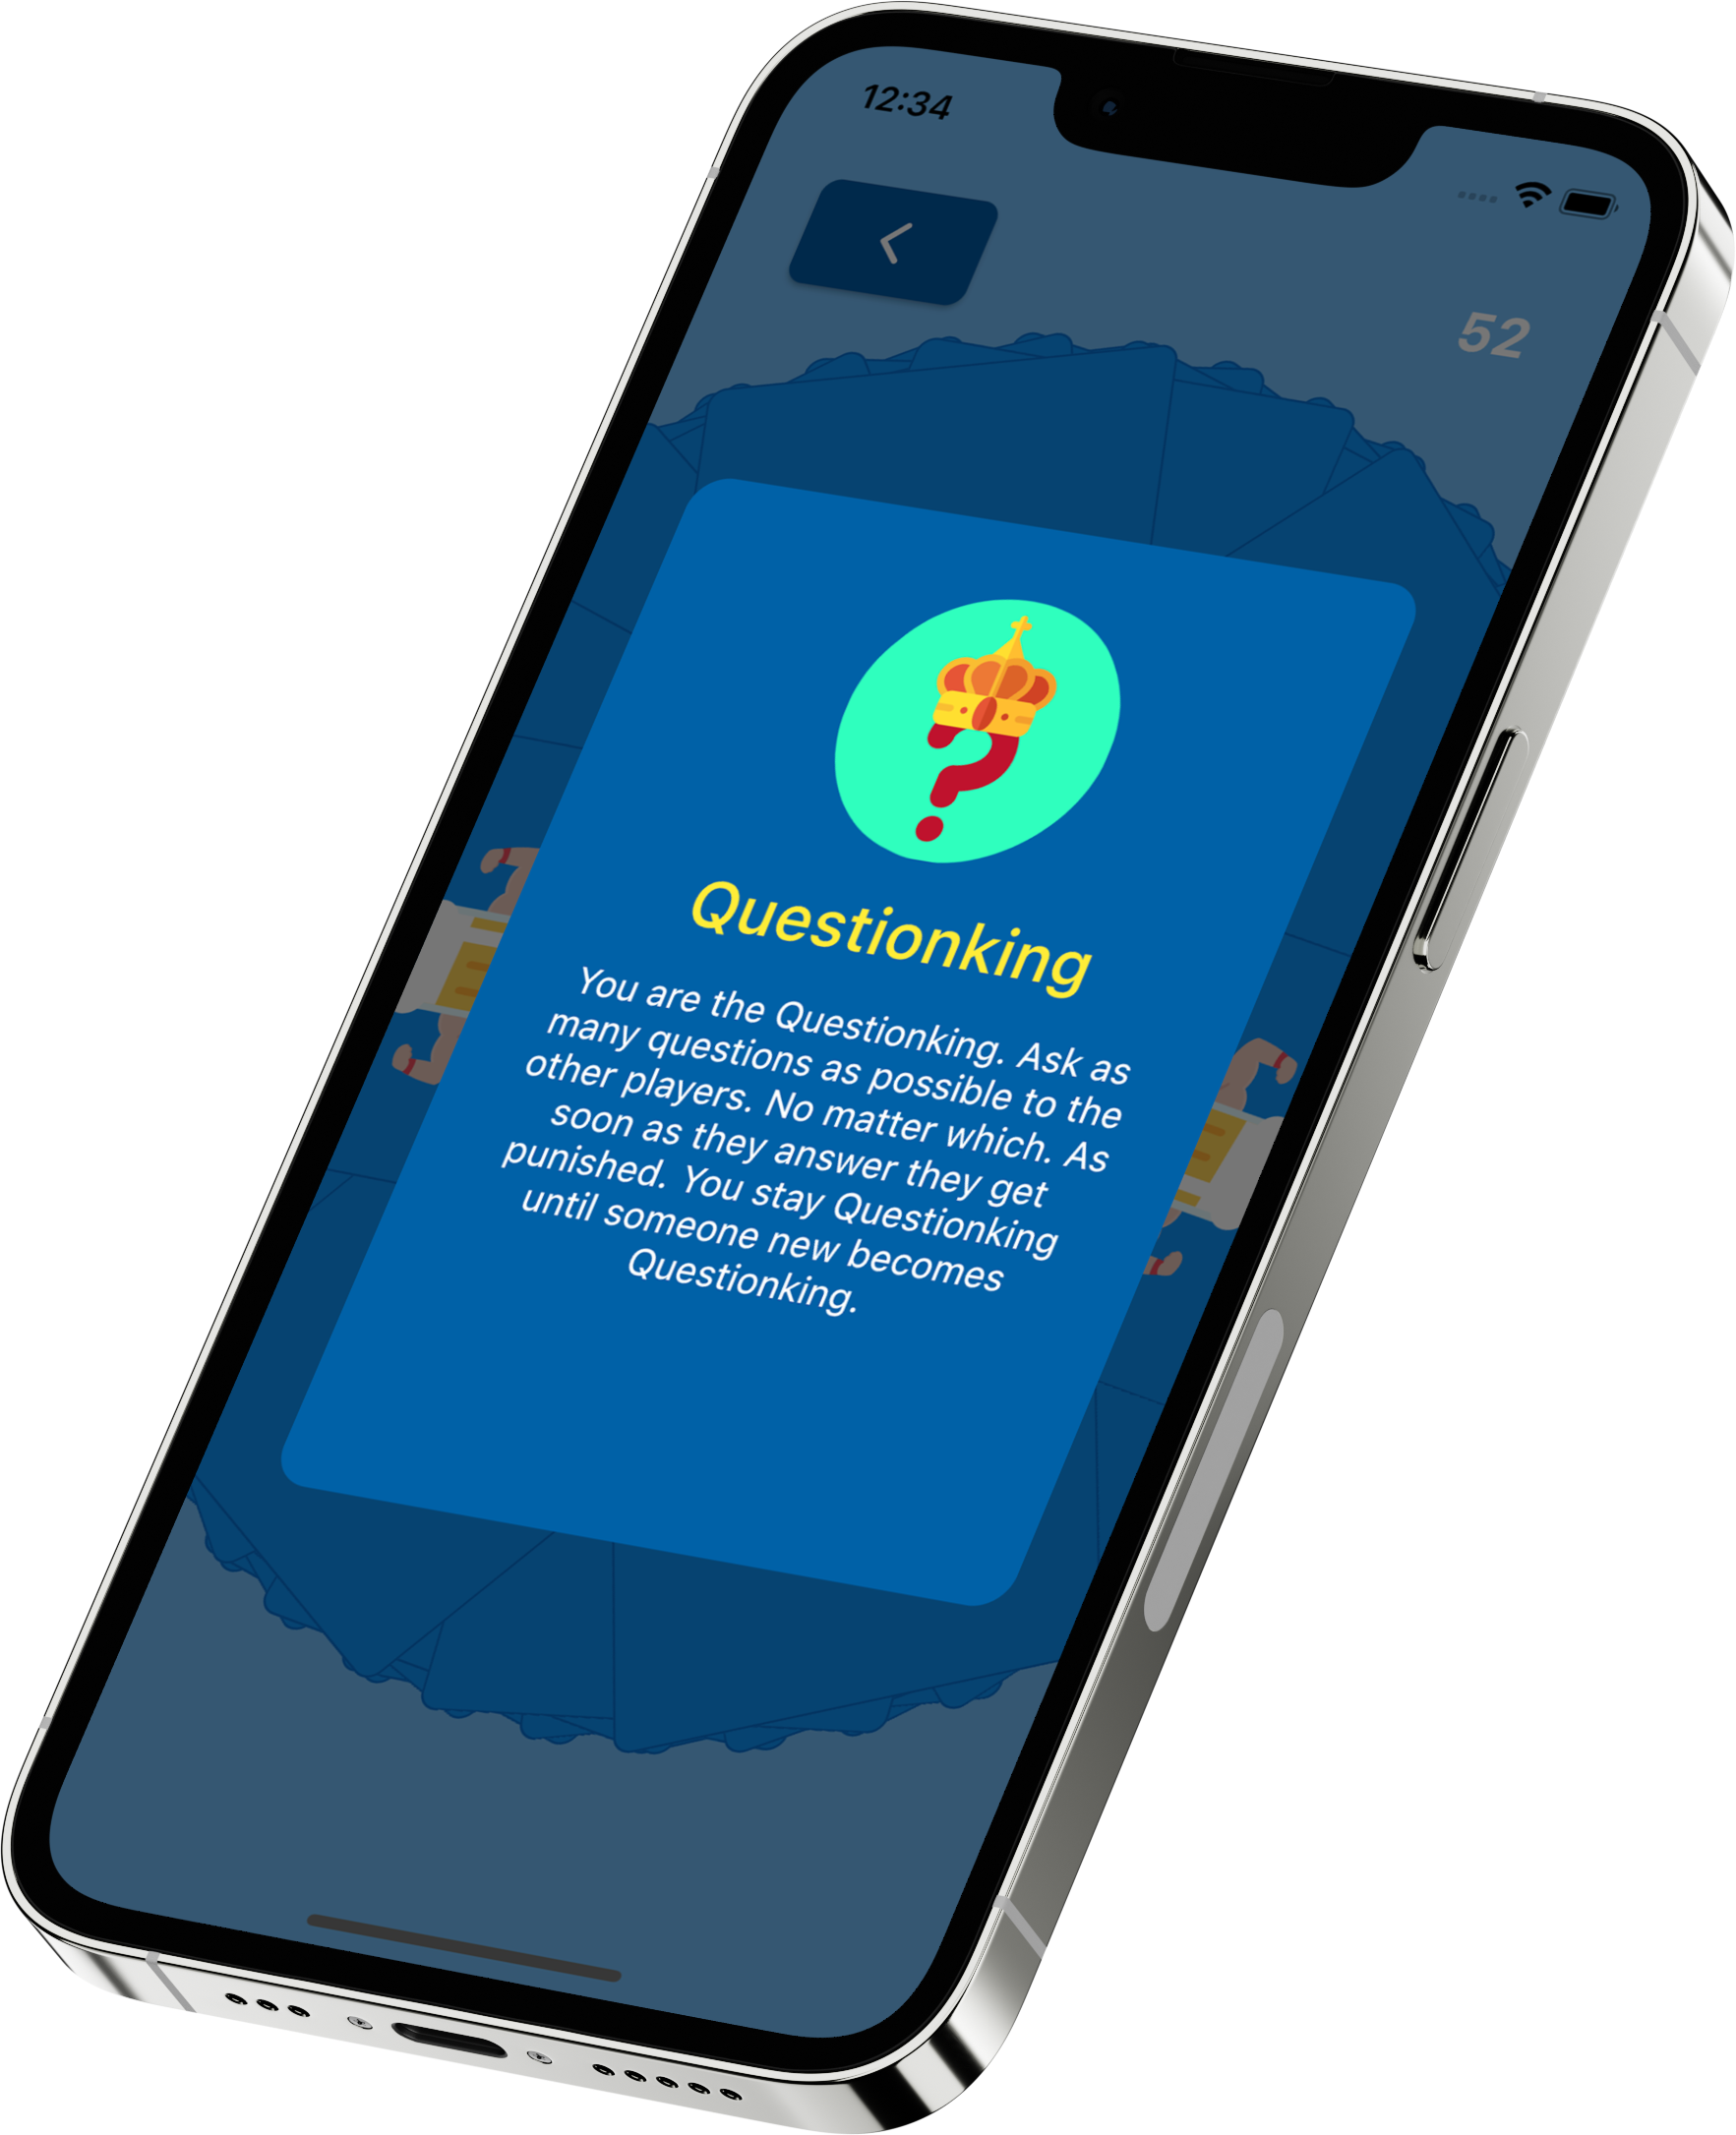 12:34
52
Questionking
You are the Questionking. Ask as
many questions as possible to the
other players. No matter which. As
soon as they answer they get
punished. You stay Questionking
until someone new becomes
Questionking.